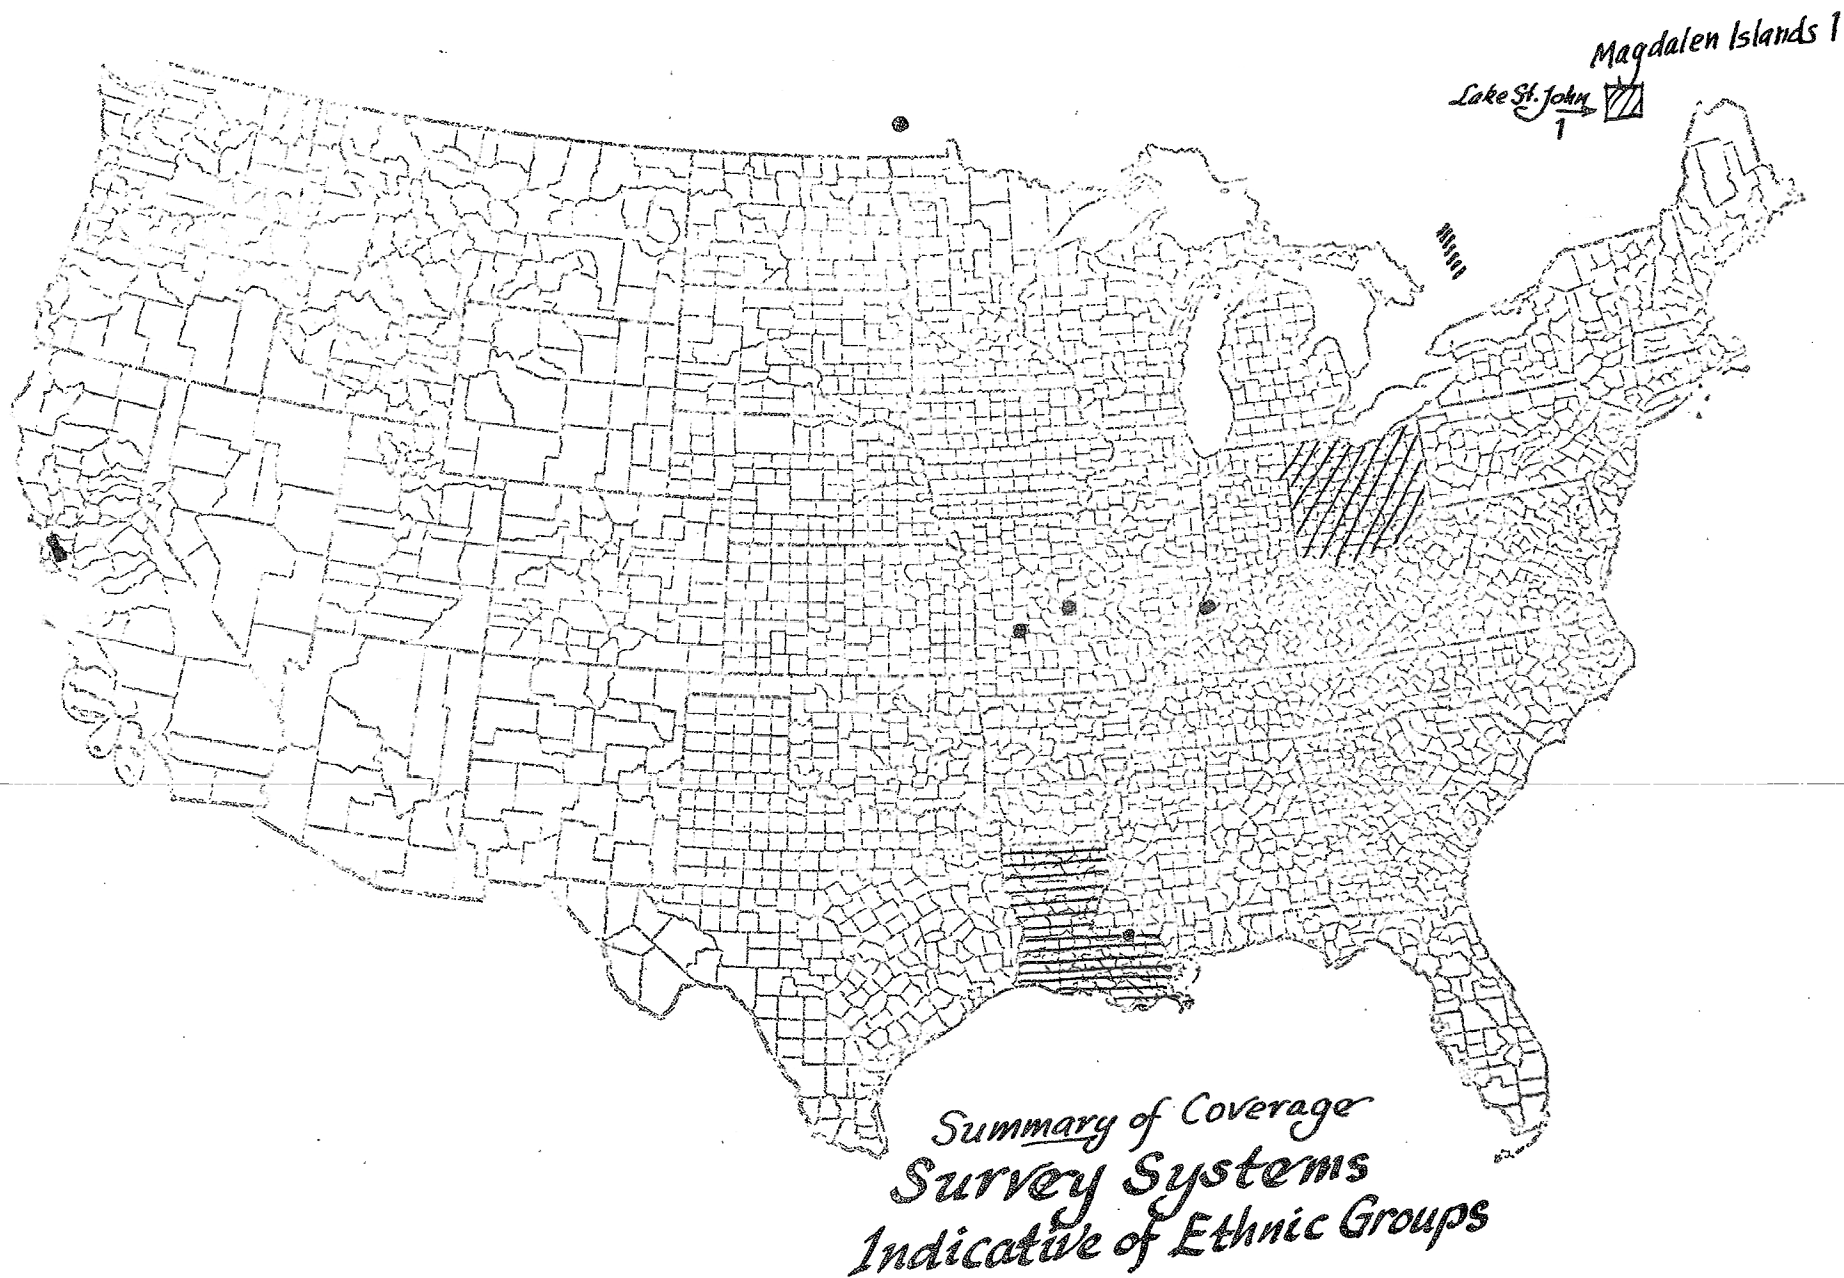 Magdalen Islands 1
Lake St. John
1
Summary of Coverage
Survey Systems
Indicative of Ethnic Groups